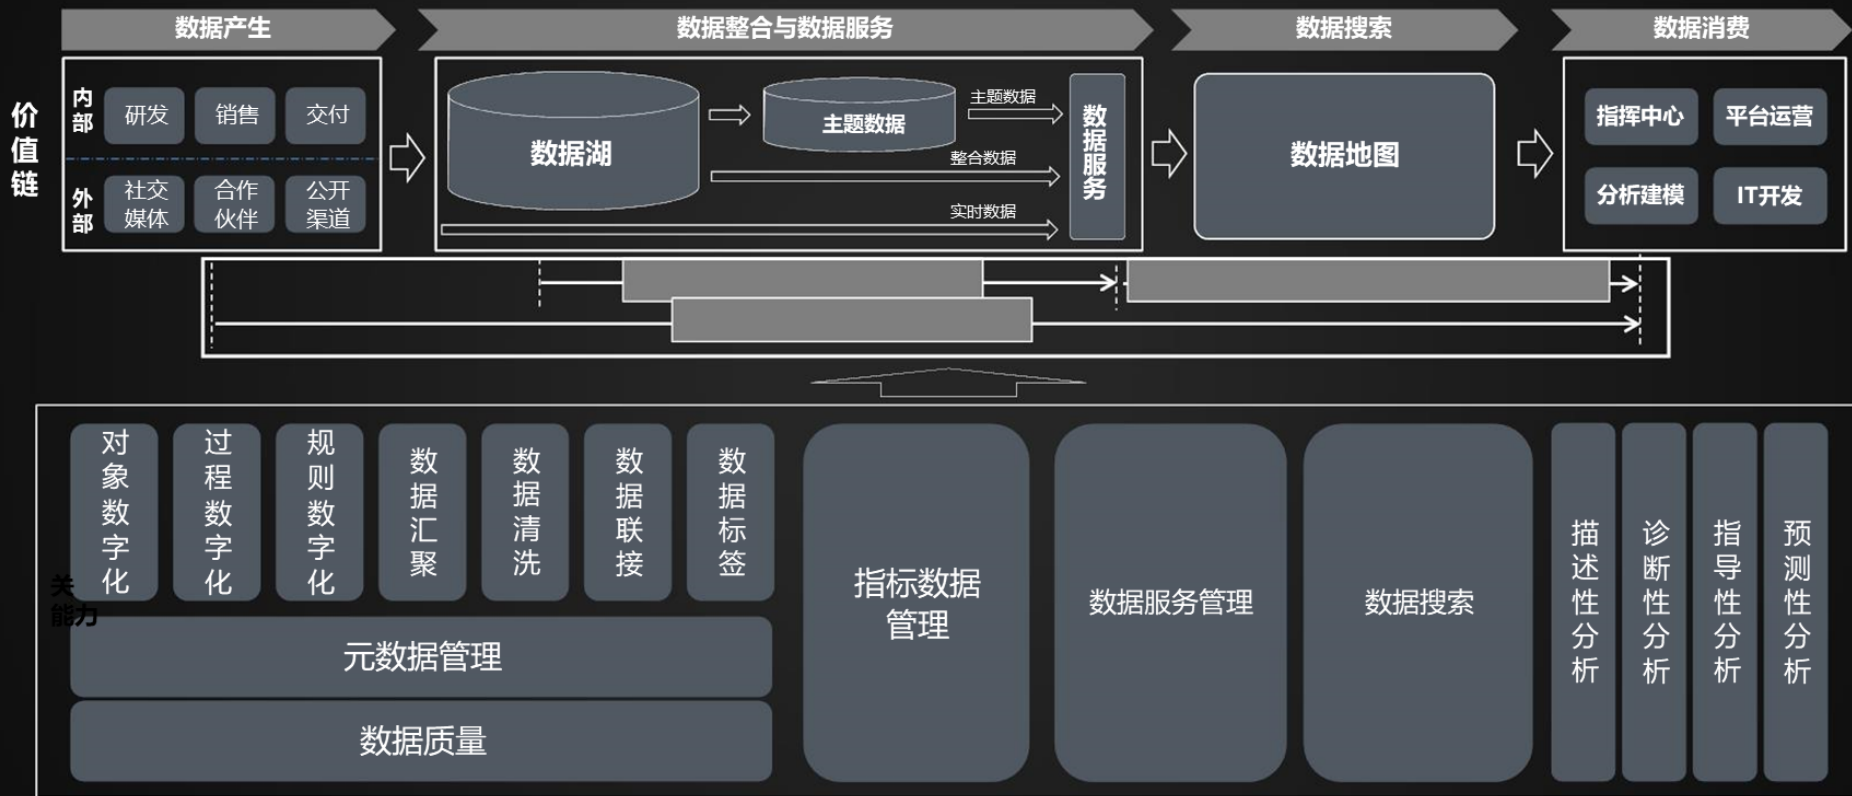 数据产生
数据整合与数据服务
数据搜索
数据消费
价值链
内部
研发
销售
交付
外部
社交
媒体
合作
伙伴
公开
渠道
数据湖
主题数据
主题数据
整合数据
实时数据
数据服务
数据地图
指挥中心
平台运营
分析建模
IT开发
关
能力
对象数字化
过程数字化
规则数字化
数据汇聚
数据清洗
数据联接
数据标签
元数据管理
数据质量
指标数据
管理
数据服务管理
数据搜索
描述性分析
诊断性分析
指导性分析
预测性分析